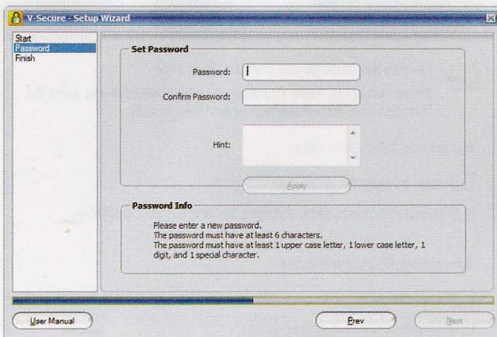 V-Secure - Setup Wizard
Start
Password
Finish
Set Password
Password:
Confirm Password:
Hint:
Apply
Password Info
Please enter a new password.
The password must have at least 6 characters.
The password must have at least 1 upper case letter, 1 lower case letter, 1
digit, and 1 special character.
User Manual
Prev
Next